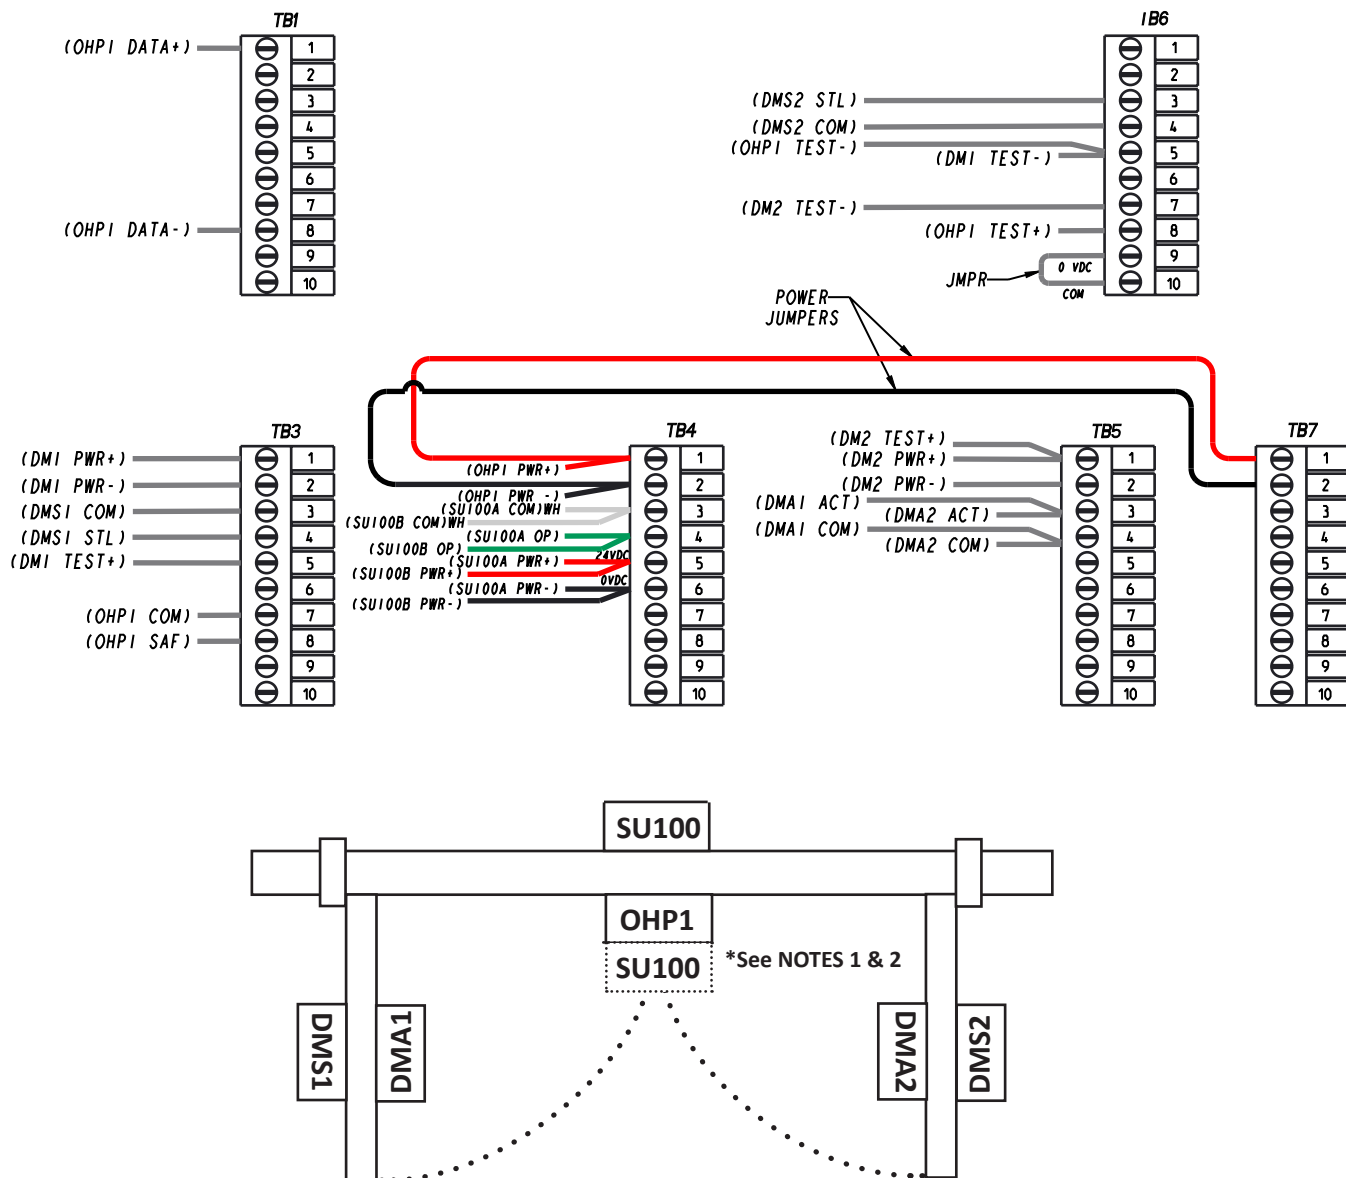 TB1
(OHP1 DATA+)
1
2
3
4
5
6
7
(OHP1 DATA-)
8
9
10
IB6
1
2
(DMS2 STL)
3
(DMS2 COM)
4
(OHP1 TEST-)
(DM1 TEST-)
5
6
(DM2 TEST-)
7
(OHP1 TEST+)
8
9
0 VDC
JMPR
10
COM
POWER
JUMPERS
TB3
(DM1 PWR+)
1
(DM1 PWR-)
2
(DMS1 COM)
3
(DMS1 STL)
4
(DM1 TEST+)
5
6
(OHP1 COM)
7
(OHP1 SAF)
8
9
10
TB4
1
(OHP1 PWR+)
2
(OHP1 PWR -)
(SU100A COM)WH
3
(SU100B COM)WH
(SU100A OP)
4
(SU100B OP)
24VDC
(SU100A PWR+)
5
(SU100B PWR+)
0VDC
(SU100A PWR-)
6
(SU100B PWR-)
7
8
9
10
TB5
(DM2 TEST+)
(DM2 PWR+)
1
(DM2 PWR-)
2
(DMA1 ACT)
(DMA2 ACT)
3
(DMA1 COM)
(DMA2 COM)
4
5
6
7
8
9
10
TB7
1
2
3
4
5
6
7
8
9
10
SU100
OHP1
SU100
*See NOTES 1 & 2
DMS1
DMA1
DMA2
DMS2